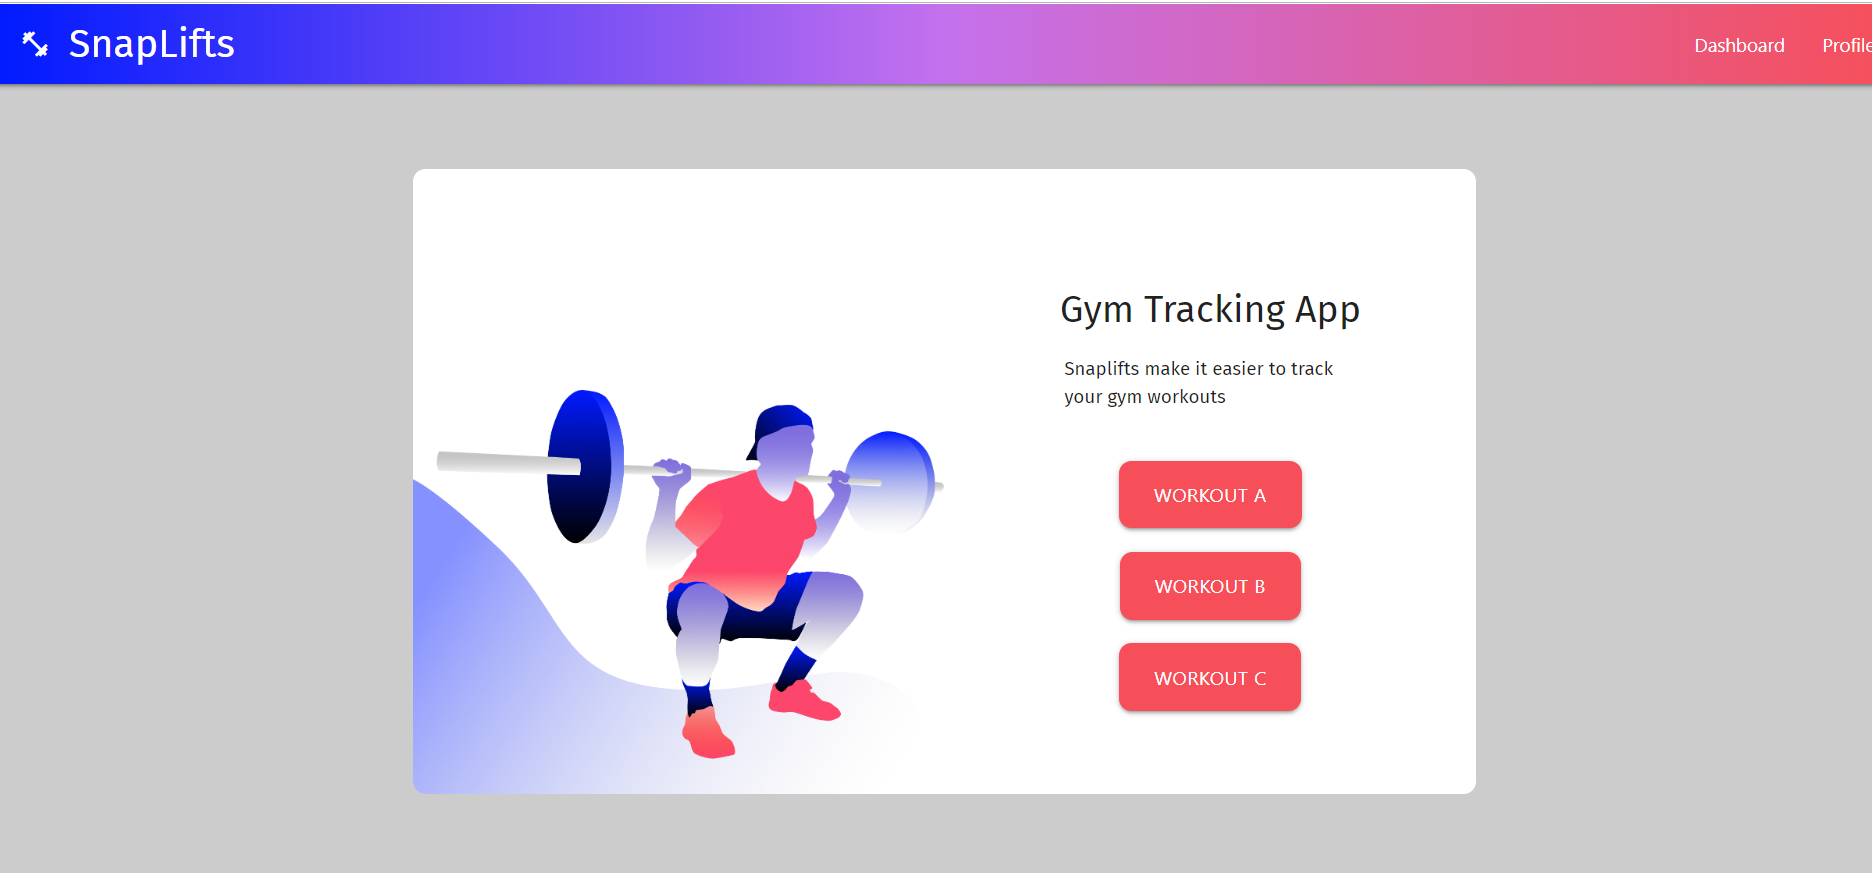 SnapLifts
Dashboard
Profile
Gym Tracking App
Snaplifts make it easier to track
your gym workouts
WORKOUT A
WORKOUT B
WORKOUT C